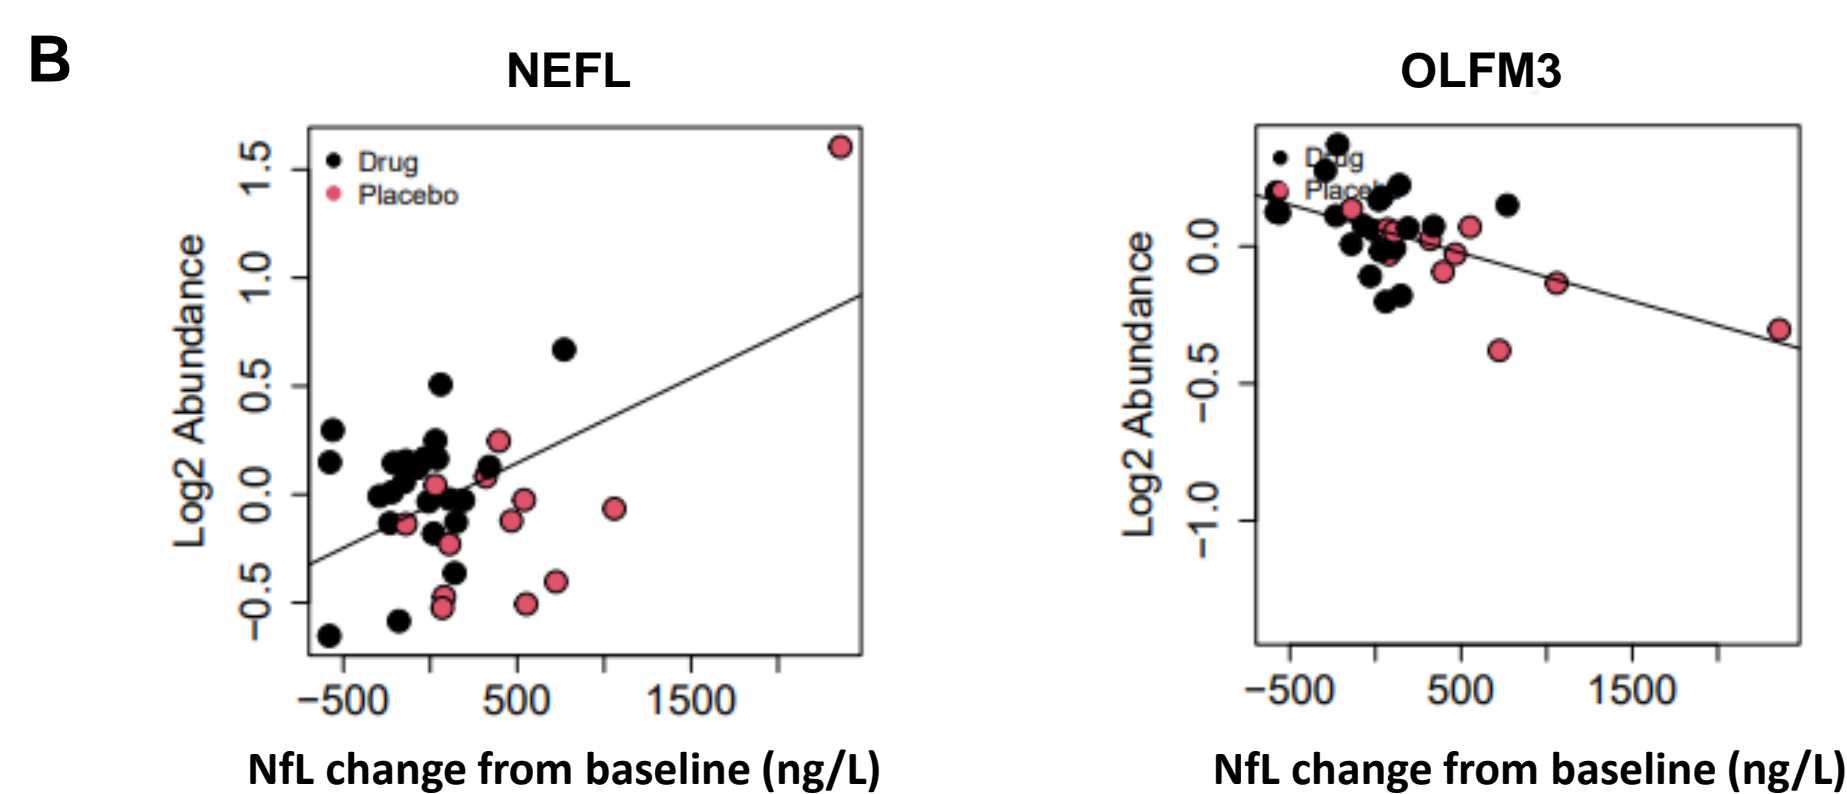 B
NEFL
OLFM3
Drug
Placebo
1.5
1.0
0.5
0.0
−0.5
Log2 Abundance
−500 500 1500
NfL change from baseline (ng/L)
Drug
Placebo
0.0
−0.5
−1.0
Log2 Abundance
−500 500 1500
NfL change from baseline (ng/L)